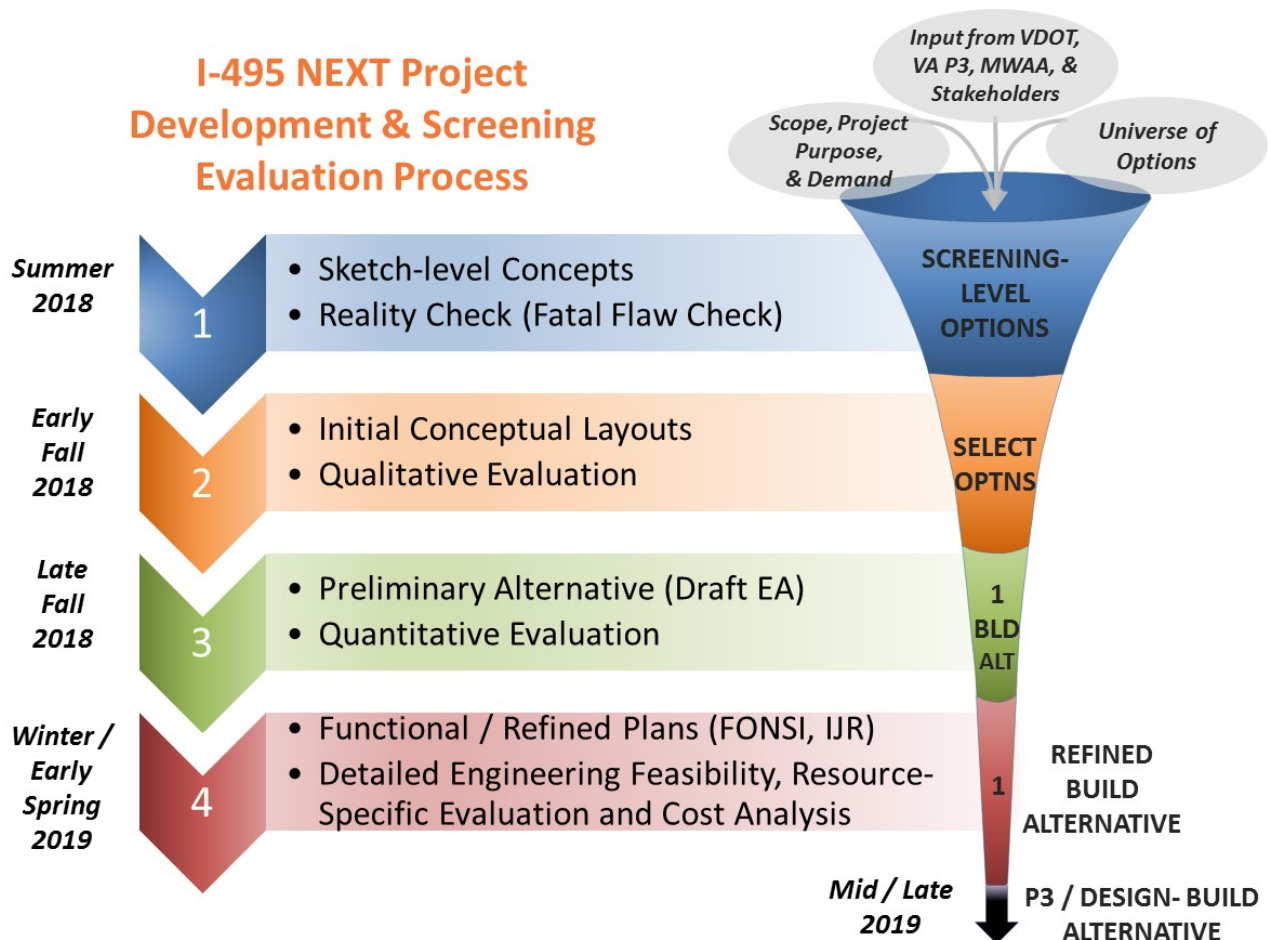 I-495 NEXT Project
Development & Screening
Evaluation Process
Input from VDOT,
VA P3, MWAA, &
Stakeholders
Scope, Project
Purpose,
& Demand
Universe of
Options
Summer
2018
1
• Sketch-level Concepts
• Reality Check (Fatal Flaw Check)
SCREENING-
LEVEL
OPTIONS
Early
Fall
2018
2
• Initial Conceptual Layouts
• Qualitative Evaluation
SELECT
OPTNS
Late
Fall
2018
3
• Preliminary Alternative (Draft EA)
• Quantitative Evaluation
1
BLD
ALT
Winter /
Early
Spring
2019
4
• Functional / Refined Plans (FONSI, IJR)
• Detailed Engineering Feasibility, Resource-
Specific Evaluation and Cost Analysis
1
REFINED
BUILD
ALTERNATIVE
Mid / Late
2019
P3 / DESIGN- BUILD
ALTERNATIVE